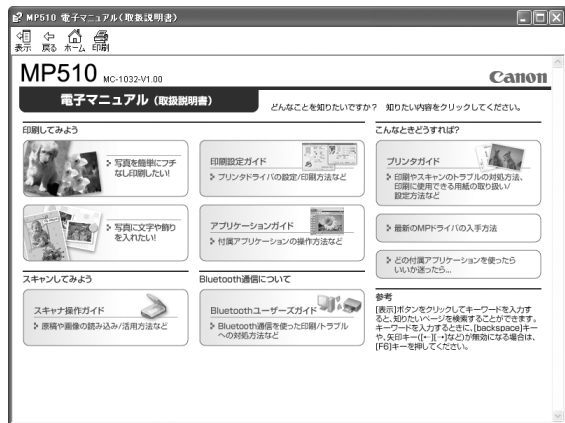 MP510 電子マニュアル(取扱説明書)
表示 戻る ホーム 印刷
MP510 MC-1032-V1.00
Canon
電子マニュアル (取扱説明書)
どんなことを知りたいですか? 知りたい内容をクリックしてください。
印刷してみよう
写真を簡単にフチ
なし印刷したい!
写真に文字や飾り
を入れたい!
印刷設定ガイド
プリンタドライバの設定/印刷方法など
アプリケーションガイド
付属アプリケーションの操作方法など
こんなときどうすれば?
プリンタガイド
印刷やスキャンのトラブルの対処方法、
印刷に使用できる用紙の取り扱い/
設定方法など
最新のMPドライバの入手方法
どの付属アプリケーションを使ったら
いいか迷ったら...
スキャンしてみよう
スキャナ操作ガイド
原稿や画像の読み込み/活用方法など
Bluetooth通信について
Bluetoothユーザーズガイド
Bluetooth通信を使った印刷/トラブル
への対処方法など
参考
[表示]ボタンをクリックしてキーワードを入力す
ると、知りたいページを検索することができます。
キーワードを入力するときに、[backspace]キー
や、矢印キー([←][→]など)が無効になる場合は、
[F6]キーを押してください。